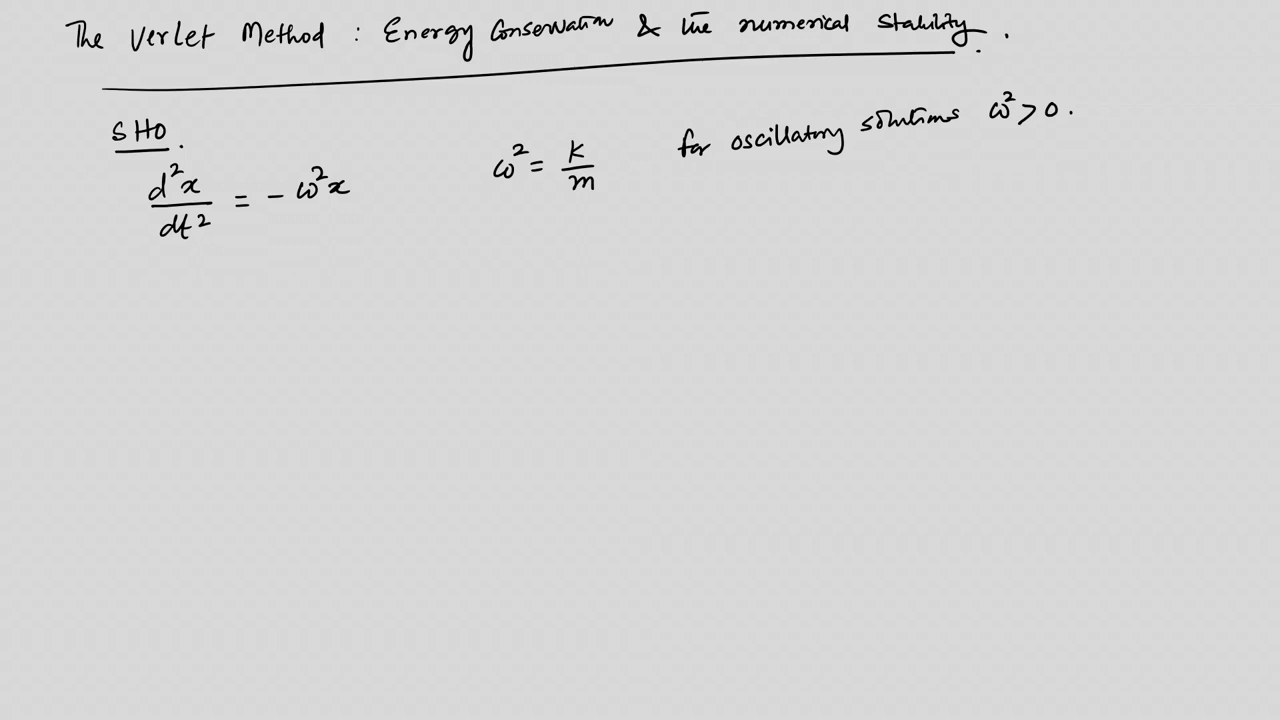 The Verlet Method : Energy Conservation & the numerical Stability.
SHO.
d²x/dt² = - ω²x    ω² = K/m    for oscillatory solutions ω² > 0.